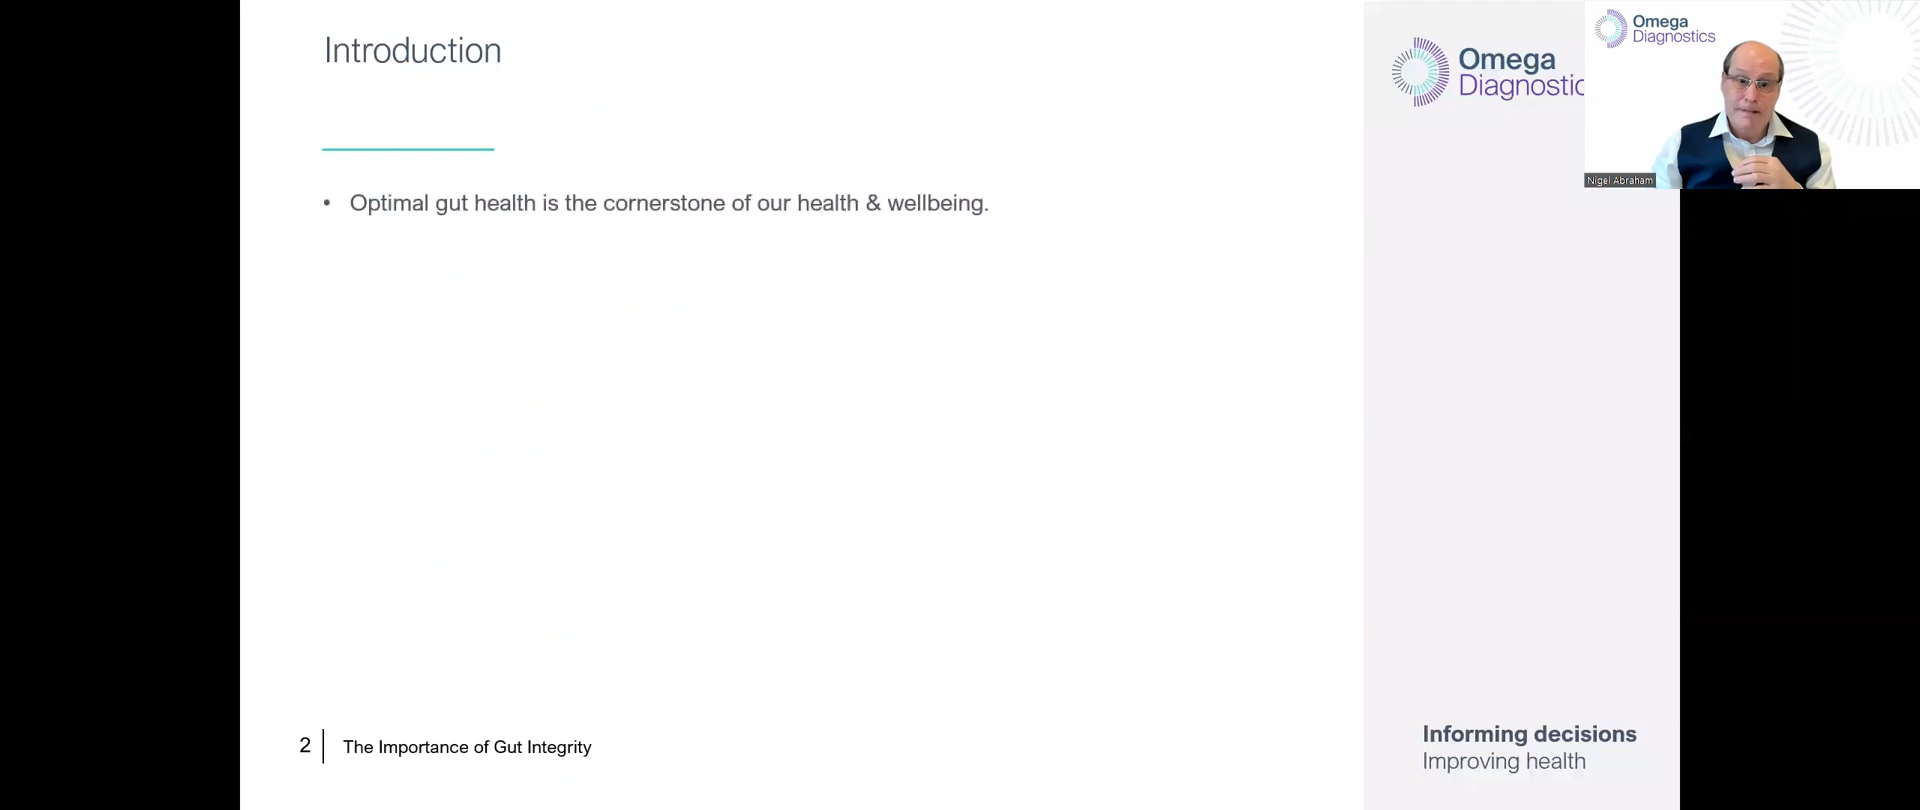 Introduction
Omega
Diagnostic
Omega
Diagnostics
Nigel Abraham
• Optimal gut health is the cornerstone of our health & wellbeing.
2
The Importance of Gut Integrity
Informing decisions
Improving health